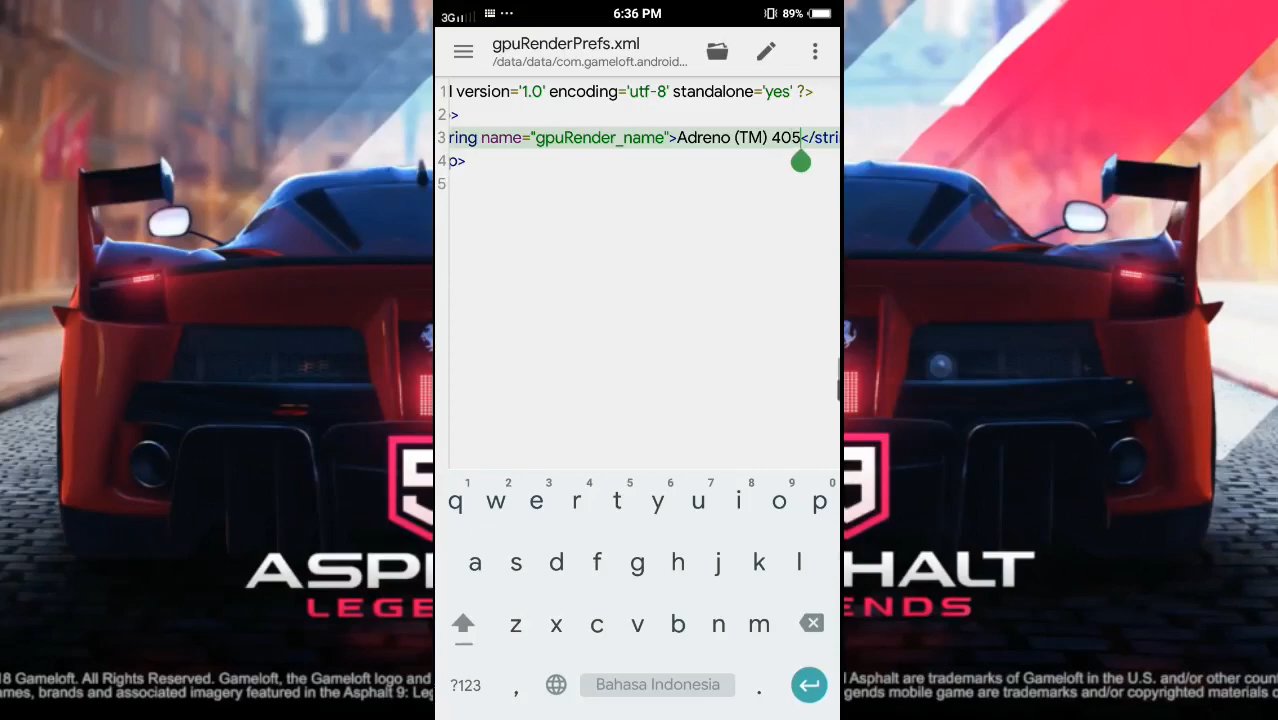 3G 6:36 PM 89%
gpuRenderPrefs.xml
/data/data/com.gameloft.android...
1 l version='1.0' encoding='utf-8' standalone='yes' ?>
2 >
3 ring name="gpuRender_name">Adreno (TM) 405</stri
4 p>
5
1 2 3 4 5 6 7 8 9 0
q w e r t y u i o p
a s d f g h j k l
z x c v b n m
?123 , Bahasa Indonesia .
ASP
LEGE
18 Gameloft. All Rights Reserved. Gameloft, the Gameloft logo and
ames, brands and associated imagery featured in the Asphalt 9: Leg
9
HALT
ENDS
Asphalt are trademarks of Gameloft in the U.S. and/or other count
gends mobile game are trademarks and/or copyrighted materials o